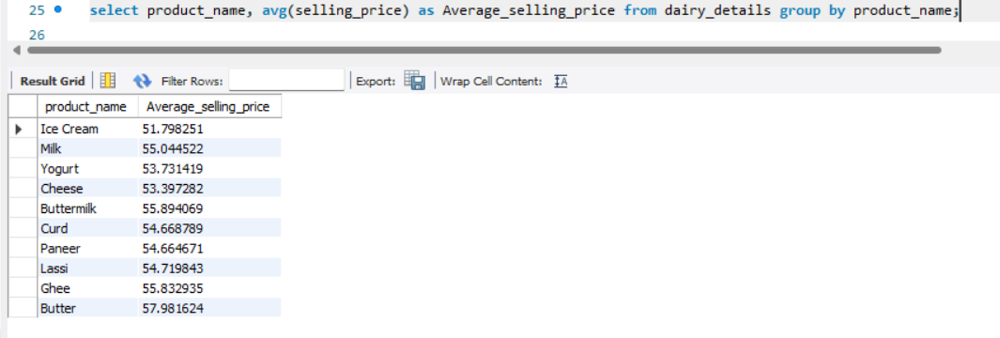 25 select product_name, avg(selling_price) as Average_selling_price from dairy_details group by product_name;
26
Result Grid Filter Rows: Export: Wrap Cell Content: IA
product_name Average_selling_price
Ice Cream 51.798251
Milk 55.044522
Yogurt 53.731419
Cheese 53.397282
Buttermilk 55.894069
Curd 54.668789
Paneer 54.664671
Lassi 54.719843
Ghee 55.832935
Butter 57.981624